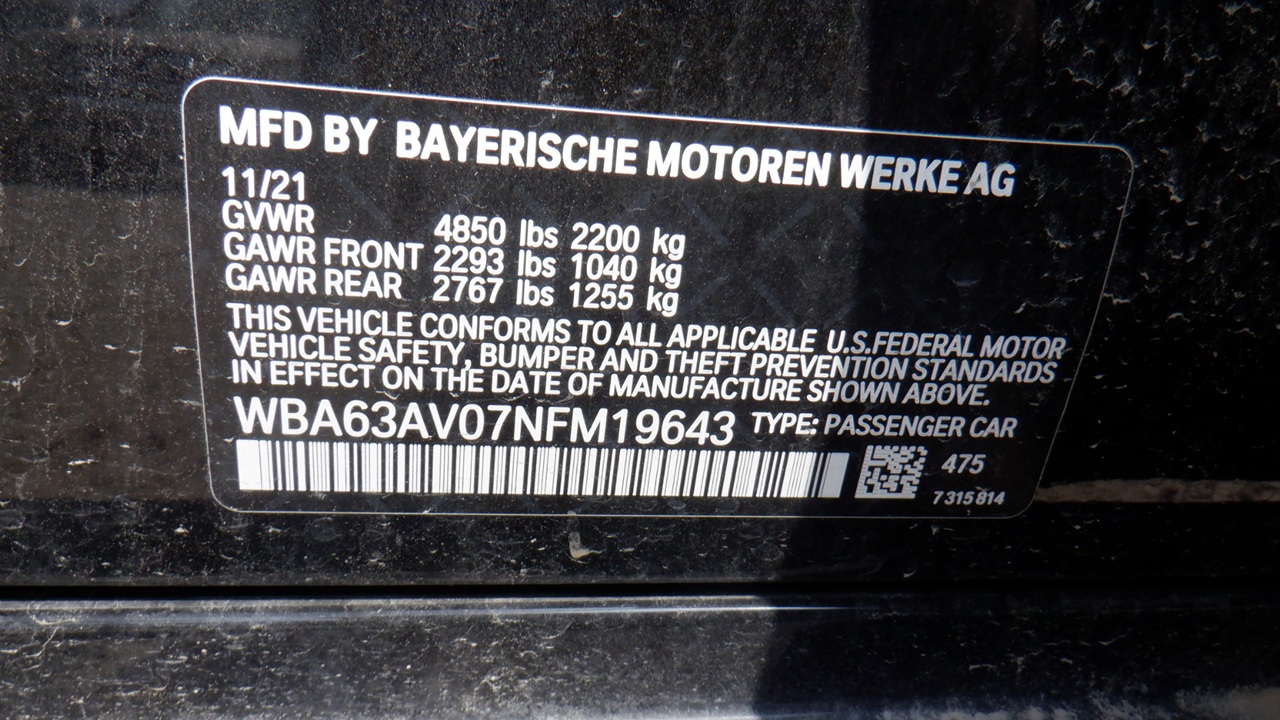 MFD BY BAYERISCHE MOTOREN WERKE AG
11/21
GVWR 4850 lbs 2200 kg
GAWR FRONT 2293 lbs 1040 kg
GAWR REAR 2767 lbs 1255 kg
THIS VEHICLE CONFORMS TO ALL APPLICABLE U.S.FEDERAL MOTOR
VEHICLE SAFETY, BUMPER AND THEFT PREVENTION STANDARDS
IN EFFECT ON THE DATE OF MANUFACTURE SHOWN ABOVE.
WBA63AV07NFM19643 TYPE: PASSENGER CAR
475
7 315 814